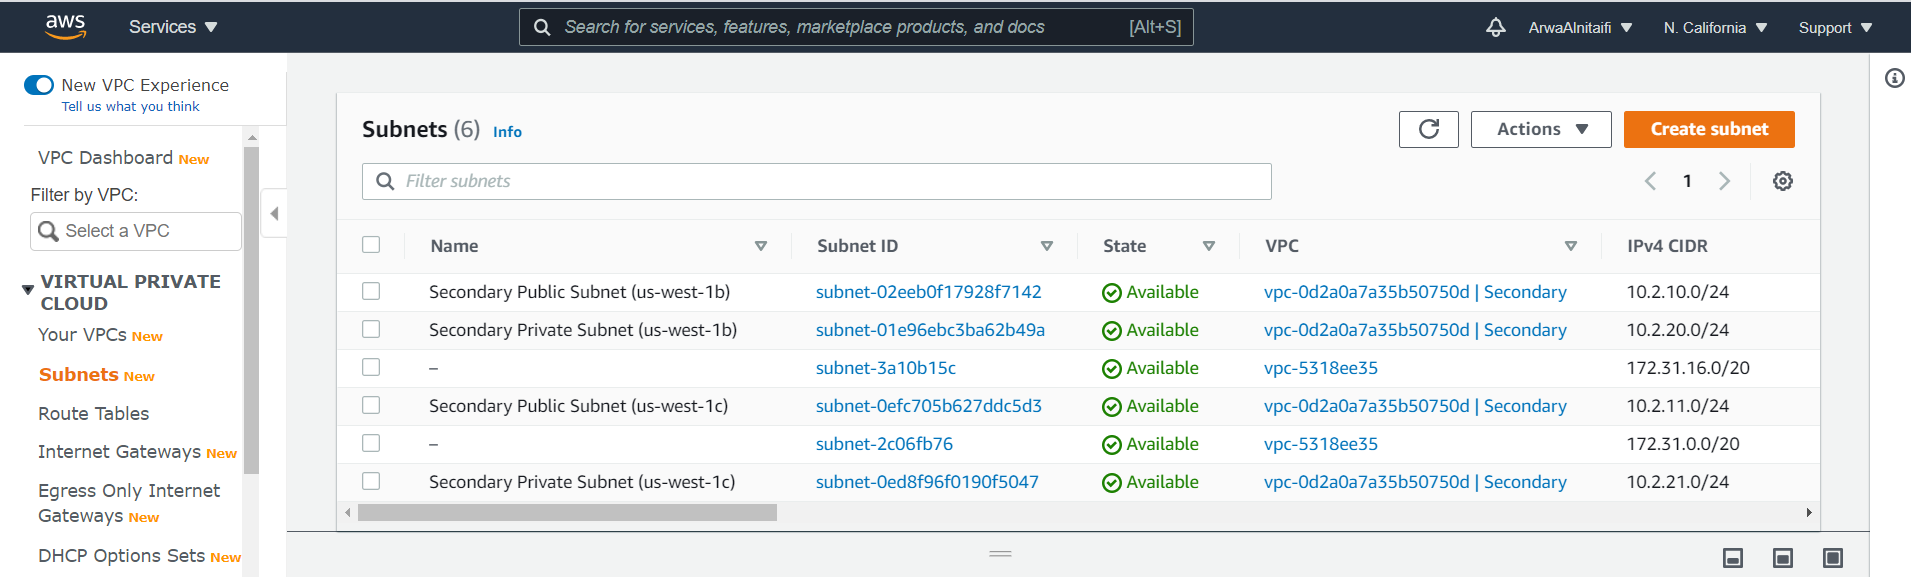 aws Services Search for services, features, marketplace products, and docs [Alt+S] ArwaAlnitaifi N. California Support
New VPC Experience
Tell us what you think
VPC Dashboard New
Filter by VPC:
Select a VPC
VIRTUAL PRIVATE
CLOUD
Your VPCs New
Subnets New
Route Tables
Internet Gateways New
Egress Only Internet
Gateways New
DHCP Options Sets New
Subnets (6) Info Actions Create subnet
Filter subnets 1
Name Subnet ID State VPC IPv4 CIDR
Secondary Public Subnet (us-west-1b) subnet-02eeb0f17928f7142 Available vpc-0d2a0a7a35b50750d | Secondary 10.2.10.0/24
Secondary Private Subnet (us-west-1b) subnet-01e96ebc3ba62b49a Available vpc-0d2a0a7a35b50750d | Secondary 10.2.20.0/24
– subnet-3a10b15c Available vpc-5318ee35 172.31.16.0/20
Secondary Public Subnet (us-west-1c) subnet-0efc705b627ddc5d3 Available vpc-0d2a0a7a35b50750d | Secondary 10.2.11.0/24
– subnet-2c06fb76 Available vpc-5318ee35 172.31.0.0/20
Secondary Private Subnet (us-west-1c) subnet-0ed8f96f0190f5047 Available vpc-0d2a0a7a35b50750d | Secondary 10.2.21.0/24